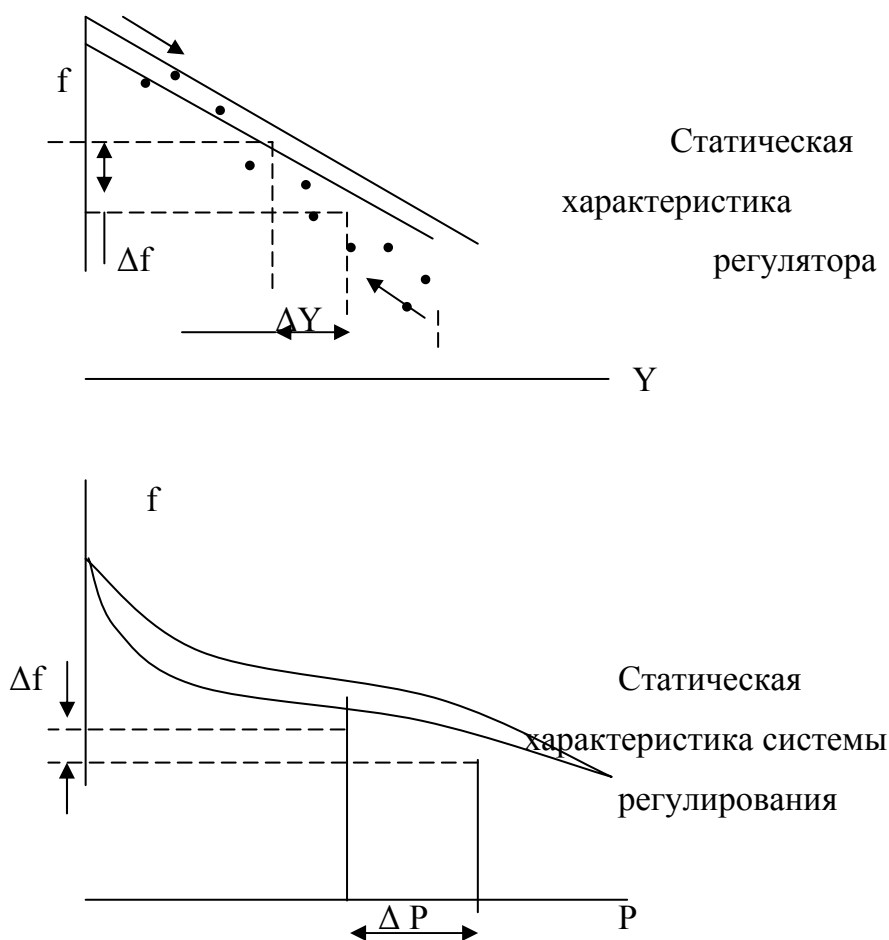 f
Статическая
характеристика
регулятора
Δf
ΔY
Y
f
Δf
Статическая
характеристика системы
регулирования
Δ P
P